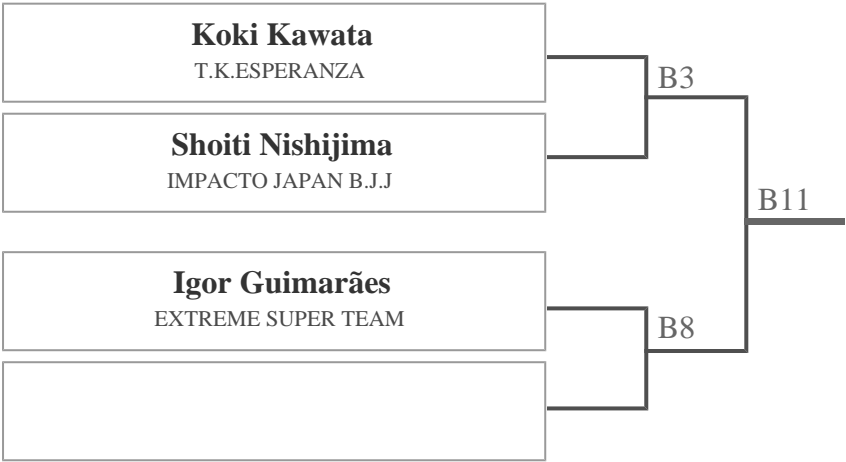 Koki Kawata
T.K.ESPERANZA
B3
Shoiti Nishijima
IMPACTO JAPAN B.J.J
B11
Igor Guimarães
EXTREME SUPER TEAM
B8